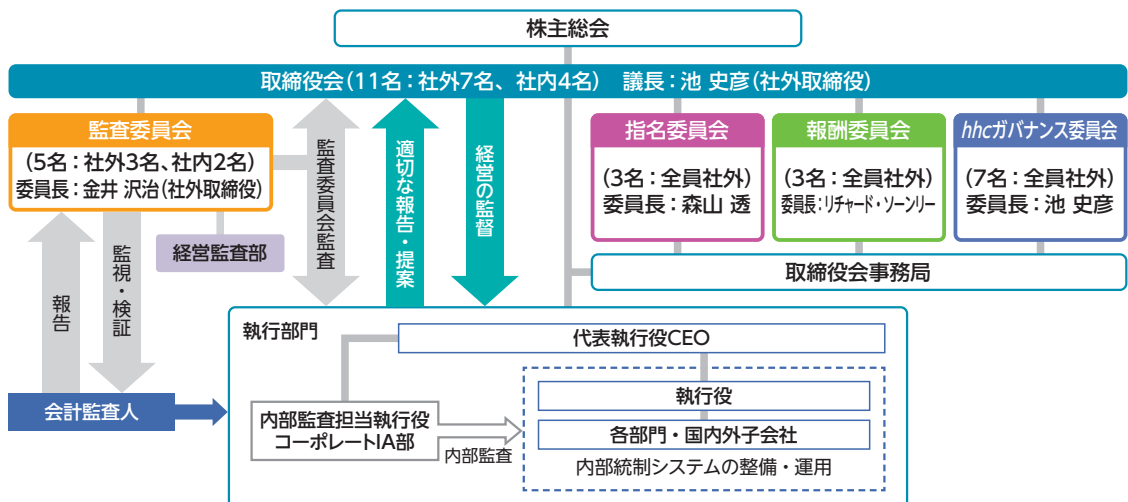 株主総会
取締役会(11名:社外7名、社内4名) 議長:池 史彦(社外取締役)
監査委員会
(5名:社外3名、社内2名)
委員長:金井 沢治(社外取締役)
経営監査部
監査委員会監査
適切な報告・提案
経営の監督
指名委員会
(3名:全員社外)
委員長:森山 透
報酬委員会
(3名:全員社外)
委員長:リチャード・ソーンリー
hhcガバナンス委員会
(7名:全員社外)
委員長:池 史彦
取締役会事務局
報告
監視・検証
会計監査人
執行部門
代表執行役CEO
内部監査担当執行役
コーポレートIA部
内部監査
執行役
各部門・国内外子会社
内部統制システムの整備・運用